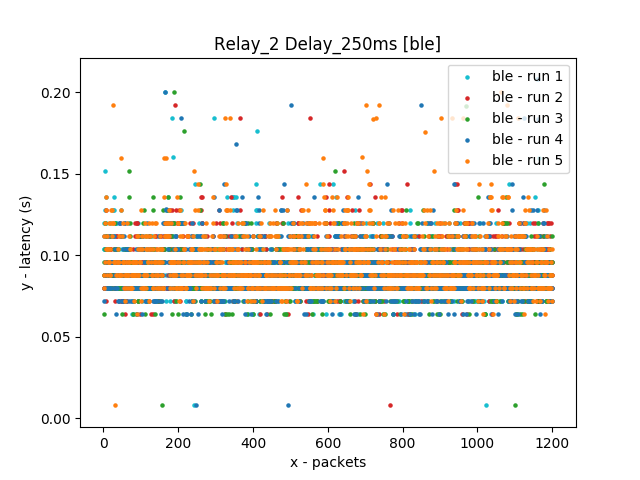 Relay_2 Delay_250ms [ble]
y - latency (s)
0.20
0.15
0.10
0.05
0.00
ble - run 1
ble - run 2
ble - run 3
ble - run 4
ble - run 5
0 200 400 600 800 1000 1200
x - packets